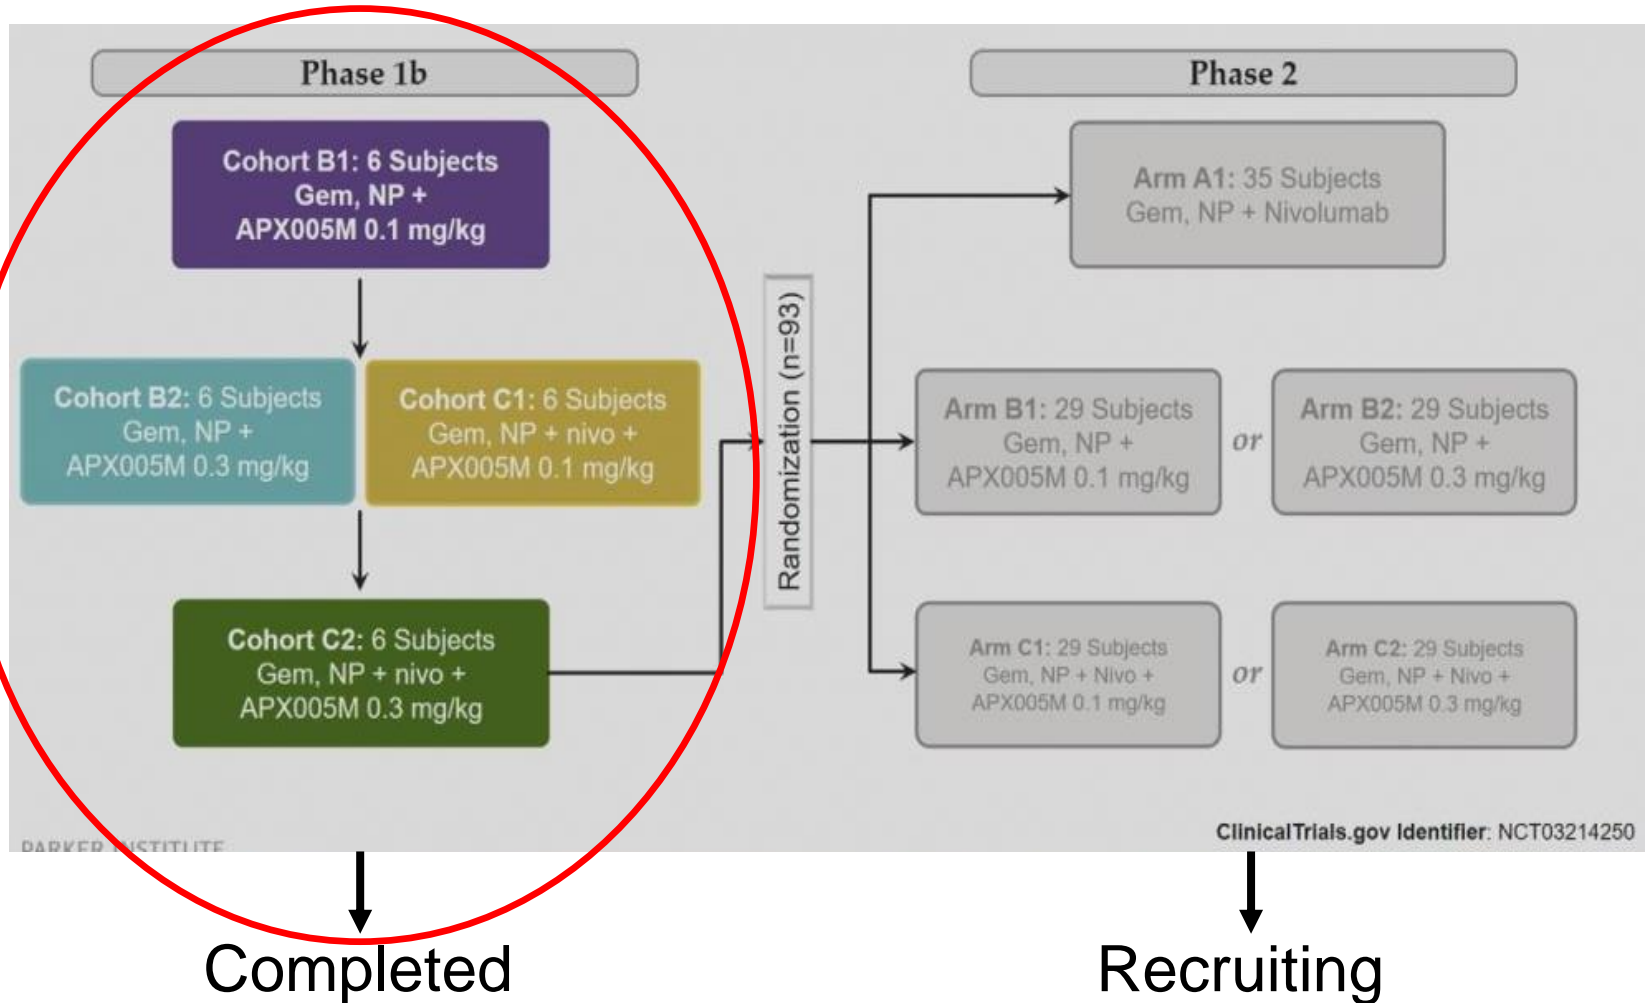 Phase 1b
Cohort B1: 6 Subjects
Gem, NP +
APX005M 0.1 mg/kg
Cohort B2: 6 Subjects
Gem, NP +
APX005M 0.3 mg/kg
Cohort C1: 6 Subjects
Gem, NP + nivo +
APX005M 0.1 mg/kg
Cohort C2: 6 Subjects
Gem, NP + nivo +
APX005M 0.3 mg/kg
Randomization (n=93)
Phase 2
Arm A1: 35 Subjects
Gem, NP + Nivolumab
Arm B1: 29 Subjects
Gem, NP +
APX005M 0.1 mg/kg
or
Arm B2: 29 Subjects
Gem, NP +
APX005M 0.3 mg/kg
Arm C1: 29 Subjects
Gem, NP + Nivo +
APX005M 0.1 mg/kg
or
Arm C2: 29 Subjects
Gem, NP + Nivo +
APX005M 0.3 mg/kg
PARKER INSTITUTE
ClinicalTrials.gov Identifier: NCT03214250
Completed
Recruiting